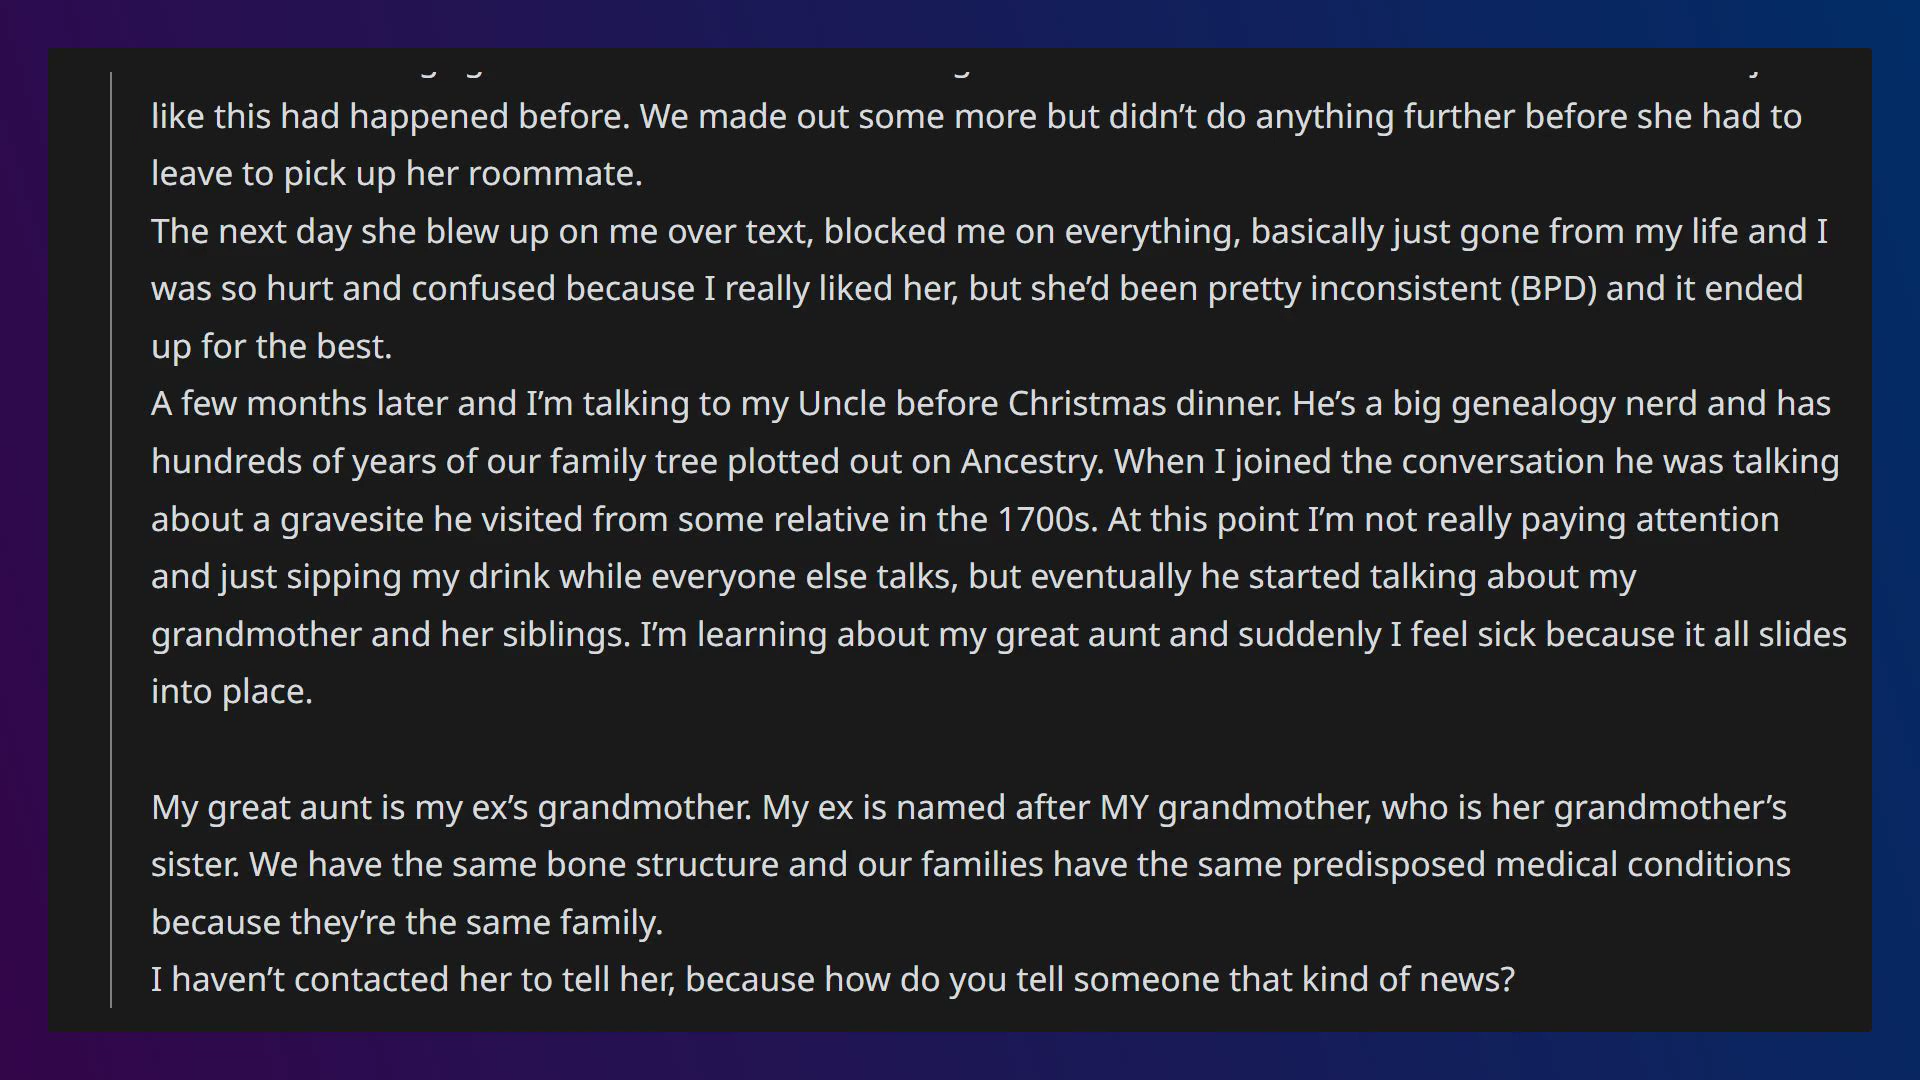 like this had happened before. We made out some more but didn’t do anything further before she had to
leave to pick up her roommate.
The next day she blew up on me over text, blocked me on everything, basically just gone from my life and I
was so hurt and confused because I really liked her, but she’d been pretty inconsistent (BPD) and it ended
up for the best.
A few months later and I’m talking to my Uncle before Christmas dinner. He’s a big genealogy nerd and has
hundreds of years of our family tree plotted out on Ancestry. When I joined the conversation he was talking
about a gravesite he visited from some relative in the 1700s. At this point I’m not really paying attention
and just sipping my drink while everyone else talks, but eventually he started talking about my
grandmother and her siblings. I’m learning about my great aunt and suddenly I feel sick because it all slides
into place.
My great aunt is my ex’s grandmother. My ex is named after MY grandmother, who is her grandmother’s
sister. We have the same bone structure and our families have the same predisposed medical conditions
because they’re the same family.
I haven’t contacted her to tell her, because how do you tell someone that kind of news?